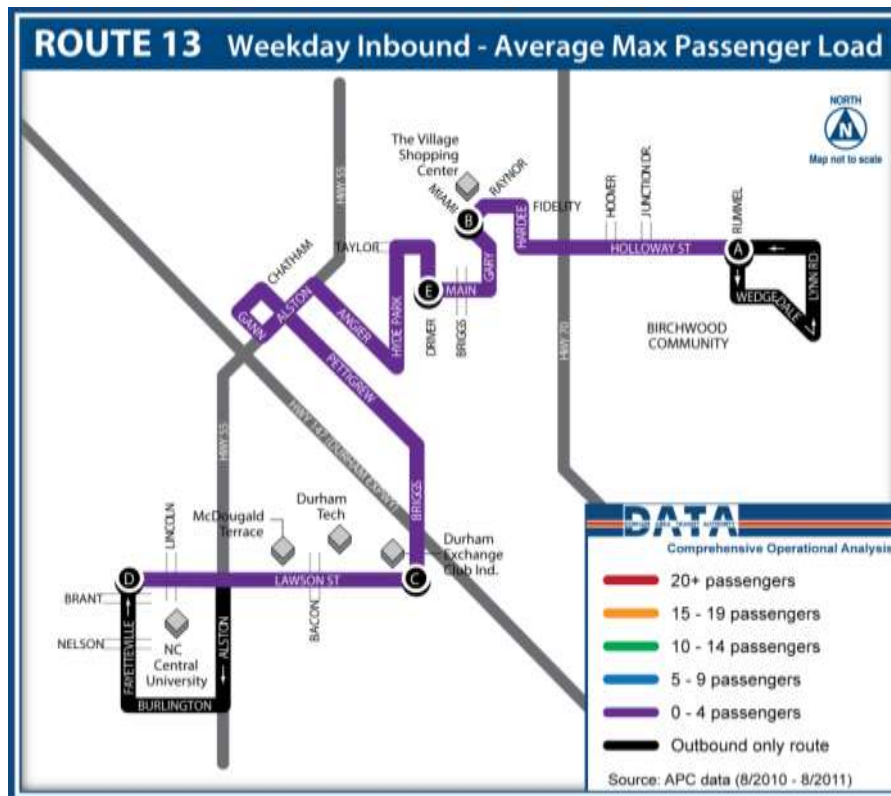 ROUTE 13 Weekday Inbound - Average Max Passenger Load
NORTH
N
Map not to scale
The Village
Shopping
Center
HWY 55
MIAMI
RAYNOR
FIDELITY
HOOVER
JUNCTION DR.
RUMMEL
B
HARDEE
HOLLOWAY ST
A
CHATHAM
TAYLOR
GARY
LYNN RD
WEDGEDALE
E
MAIN
ALSTON
GANN
ANGIER
HYDE PARK
DRIVER
BRIGGS
BIRCHWOOD
COMMUNITY
HWY 70
PETTIGREW
HWY 147 (DURHAM EXPWY)
HWY 55
BRIGGS
LINCOLN
McDougald
Terrace
Durham
Tech
Durham
Exchange
Club Ind.
D
LAWSON ST
C
BRANT
BACON
NELSON
FAYETTEVILLE
NC
Central
University
ALSTON
BURLINGTON
DATA
DURHAM AREA TRANSIT AUTHORITY
Comprehensive Operational Analysis
20+ passengers
15 - 19 passengers
10 - 14 passengers
5 - 9 passengers
0 - 4 passengers
Outbound only route
Source: APC data (8/2010 - 8/2011)